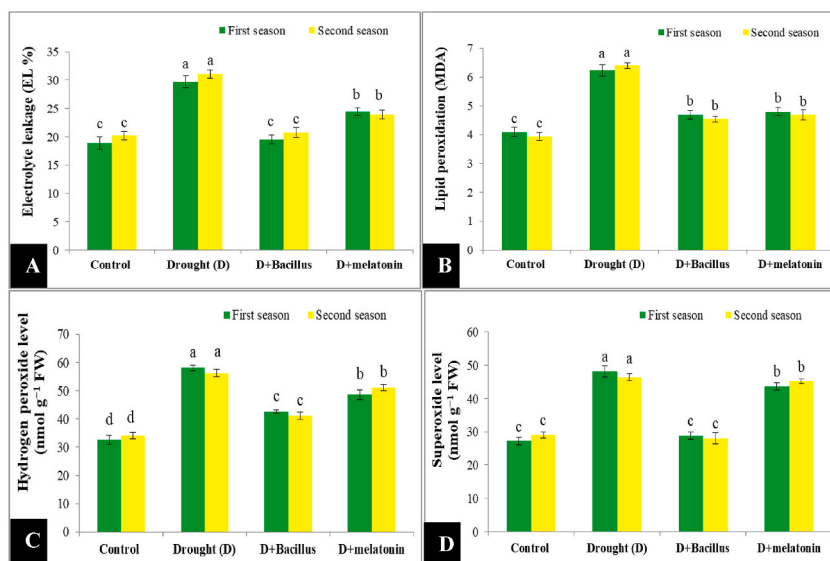 First season Second season
Electrolyte leakage (EL %)
40
35
30
25
20
15
10
5
0
c c
a a
c c
b b
Control Drought (D) D+Bacillus D+melatonin
A
First season Second season
Lipid peroxidation (MDA)
7
6
5
4
3
2
1
0
c c
a a
b b
b b
Control Drought (D) D+Bacillus D+melatonin
B
First season Second season
Hydrogen peroxide level
(nmol g⁻¹ FW)
70
60
50
40
30
20
10
0
d d
a a
c c
b b
Control Drought (D) D+Bacillus D+melatonin
C
First season Second season
Superoxide level
(nmol g⁻¹ FW)
60
50
40
30
20
10
0
c c
a a
c c
b b
Control Drought (D) D+Bacillus D+melatonin
D